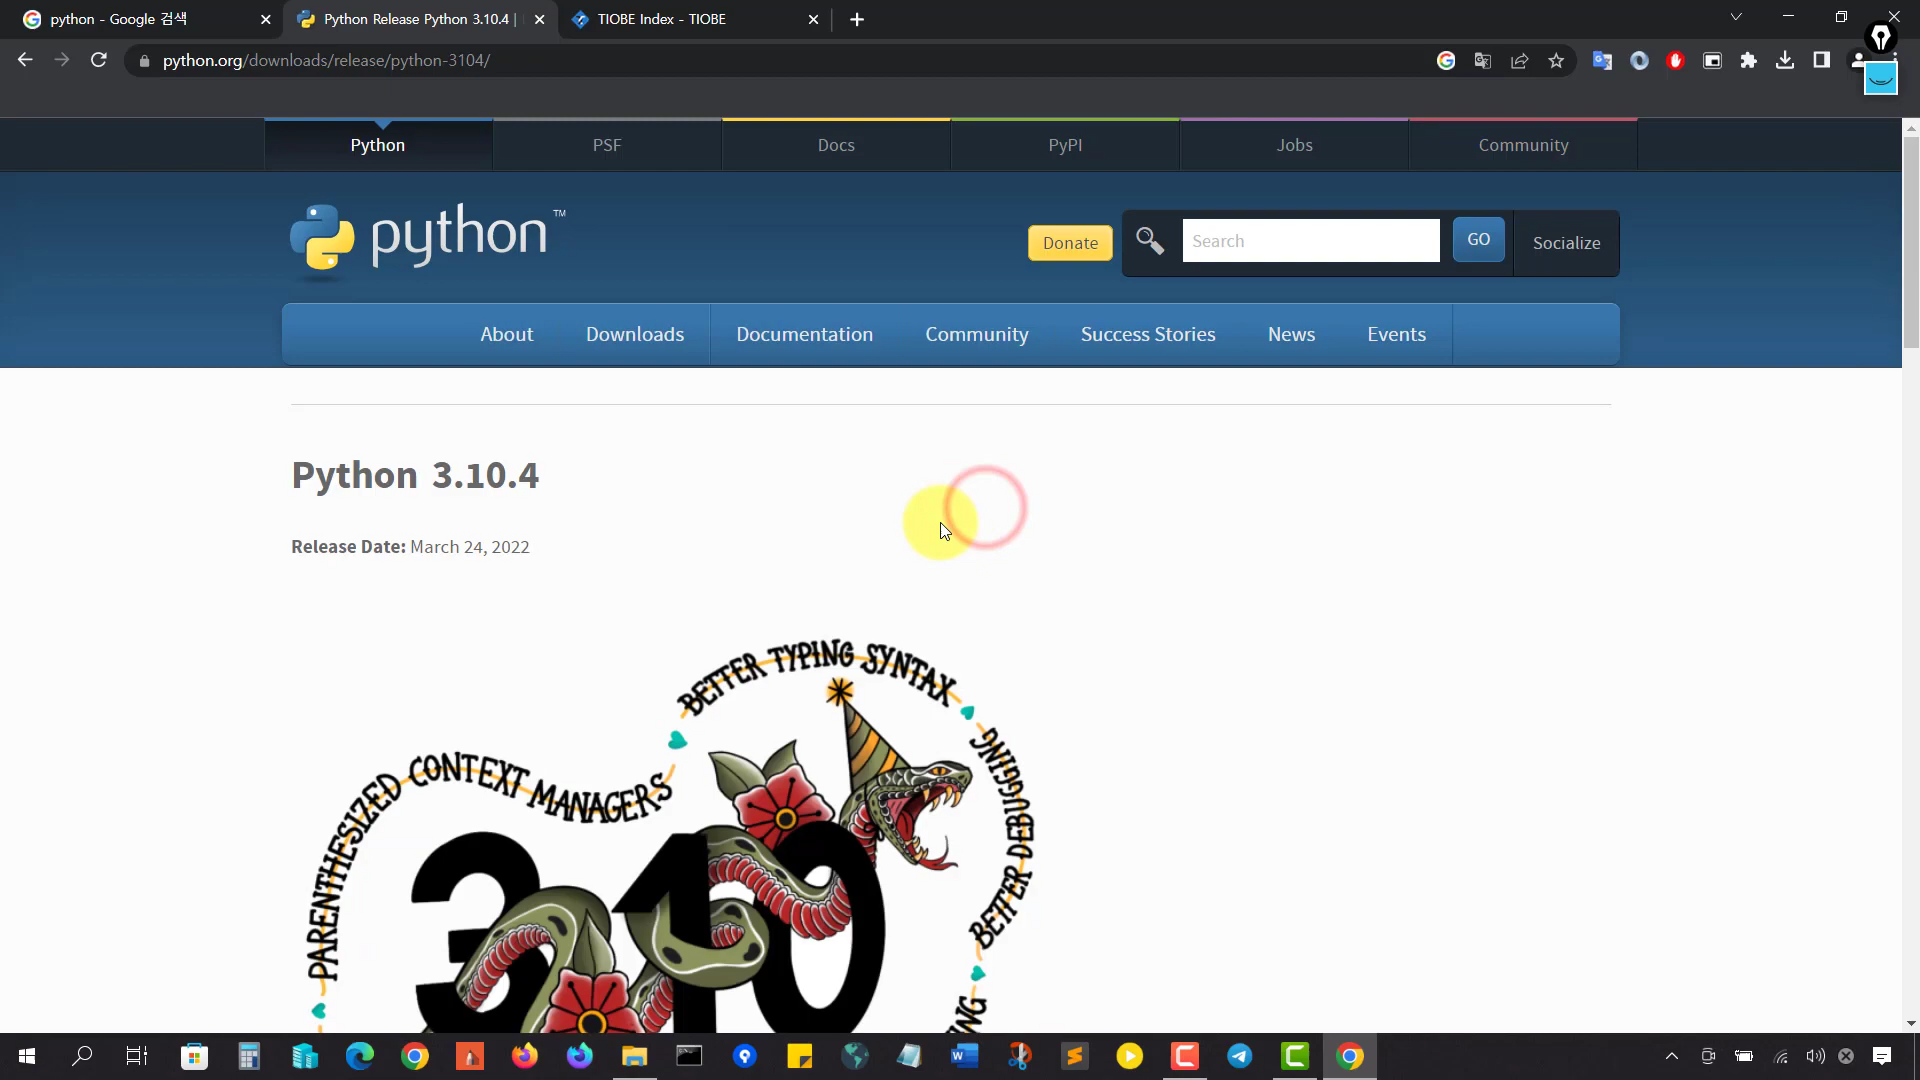 python - Google 검색
Python Release Python 3.10.4 |
TIOBE Index - TIOBE
python.org/downloads/release/python-3104/
Python
PSF
Docs
PyPI
Jobs
Community
python™
Donate
Search
GO
Socialize
About
Downloads
Documentation
Community
Success Stories
News
Events
Python 3.10.4
Release Date: March 24, 2022
BETTER TYPING SYNTAX
PARENTHESIZED CONTEXT MANAGERS
BETTER DEBUGGING
310